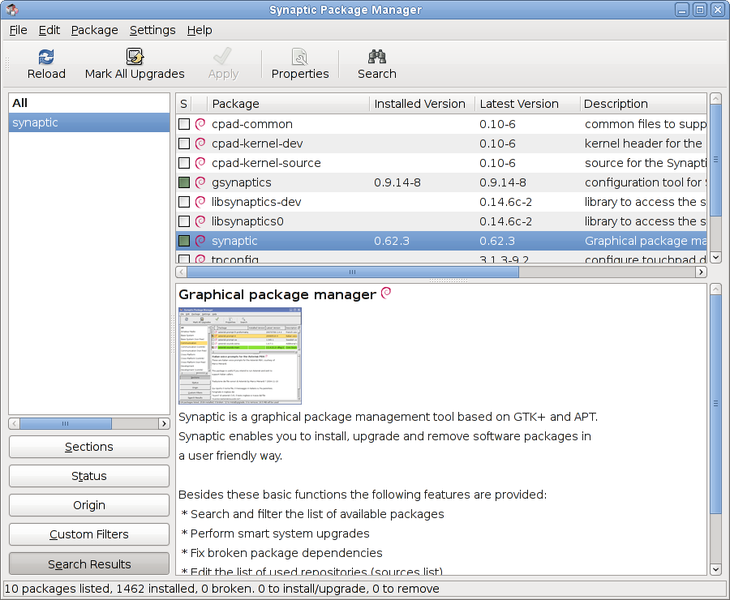 Synaptic Package Manager
File Edit Package Settings Help
Reload Mark All Upgrades Apply Properties Search
All
synaptic
S Package Installed Version Latest Version Description
cpad-common 0.10-6 common files to supp
cpad-kernel-dev 0.10-6 kernel header for the
cpad-kernel-source 0.10-6 source for the Synapti
gsynaptics 0.9.14-8 0.9.14-8 configuration tool for S
libsynaptics-dev 0.14.6c-2 library to access the s
libsynaptics0 0.14.6c-2 library to access the s
synaptic 0.62.3 0.62.3 Graphical package ma
tpconfig 3.1.3-9.2 configure touchpad d
Graphical package manager
Synaptic is a graphical package management tool based on GTK+ and APT.
Synaptic enables you to install, upgrade and remove software packages in
a user friendly way.
Besides these basic functions the following features are provided:
* Search and filter the list of available packages
* Perform smart system upgrades
* Fix broken package dependencies
* Edit the list of used repositories (sources.list)
Sections
Status
Origin
Custom Filters
Search Results
10 packages listed, 1462 installed, 0 broken. 0 to install/upgrade, 0 to remove